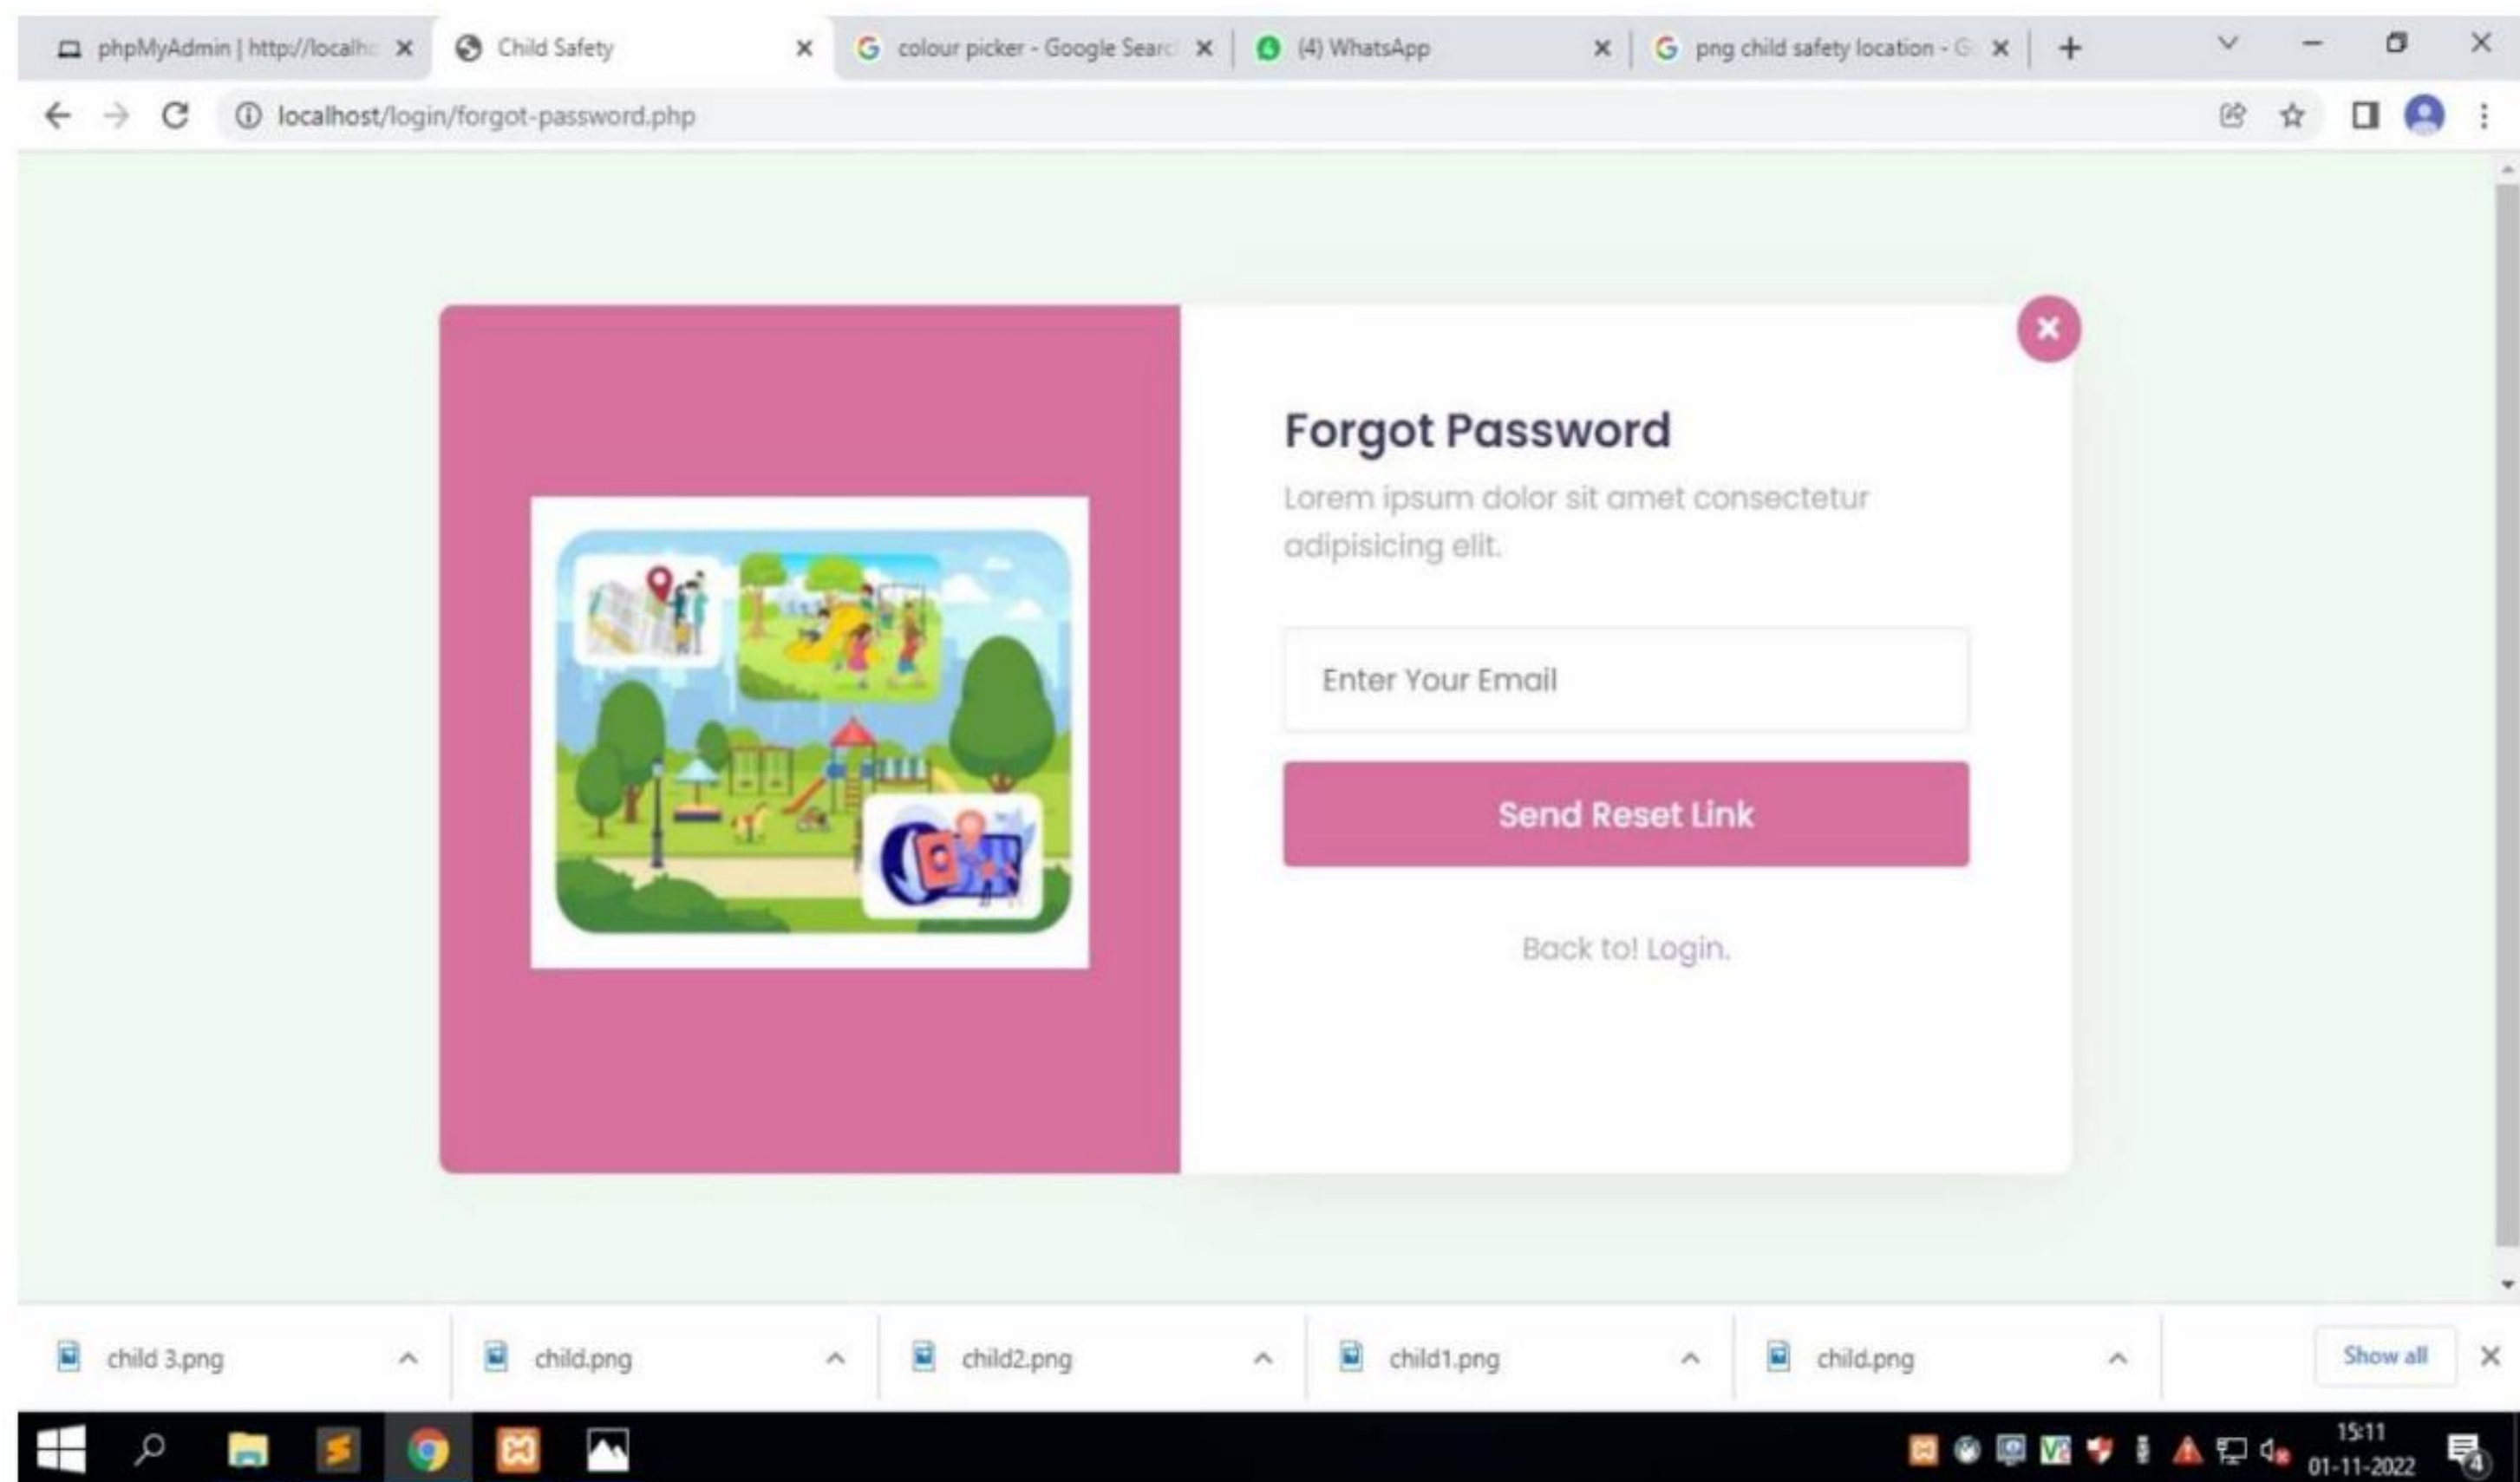 phpMyAdmin | http://localh
Child Safety
colour picker - Google Searc
(4) WhatsApp
png child safety location - G
localhost/login/forgot-password.php
Forgot Password
Lorem ipsum dolor sit amet consectetur
adipisicing elit.
Enter Your Email
Send Reset Link
Back to! Login.
child 3.png
child.png
child2.png
child1.png
child.png
Show all
15:11
01-11-2022
4